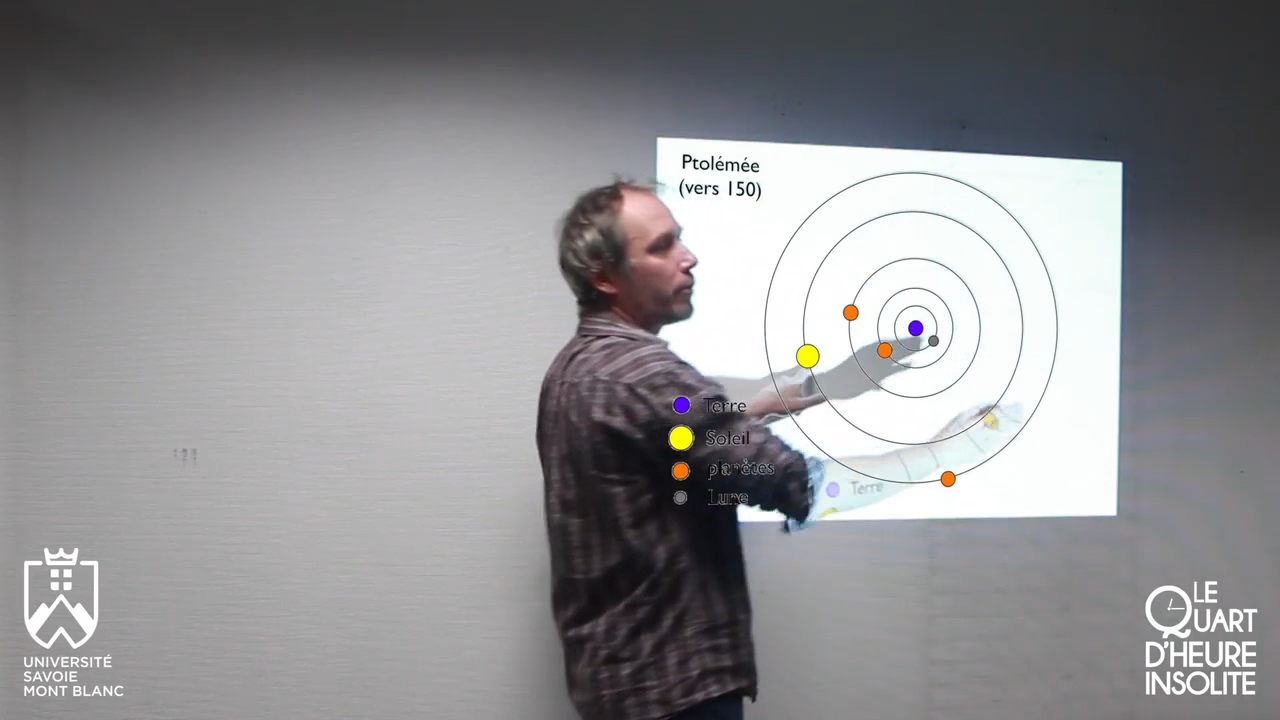 Ptolémée
(vers 150)
Terre
Soleil
planètes
Lune
Terre
UNIVERSITÉ
SAVOIE
MONT BLANC
LE
QUART
D'HEURE
INSOLITE